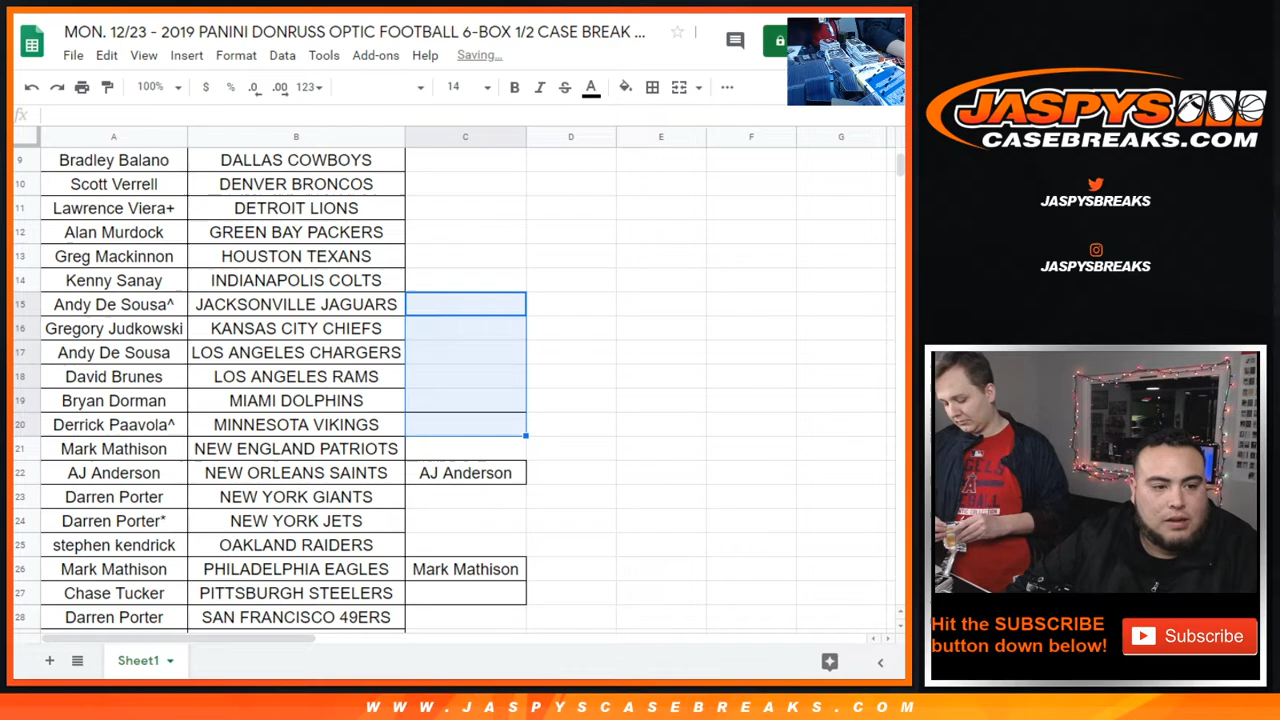 MON. 12/23 - 2019 PANINI DONRUSS OPTIC FOOTBALL 6-BOX 1/2 CASE BREAK ...
File Edit View Insert Format Data Tools Add-ons Help Saving...
100% $ % .0 .00 123 14 B I S A ...
fx
A B C D E F G
9 Bradley Balano DALLAS COWBOYS
10 Scott Verrell DENVER BRONCOS
11 Lawrence Viera+ DETROIT LIONS
12 Alan Murdock GREEN BAY PACKERS
13 Greg Mackinnon HOUSTON TEXANS
14 Kenny Sanay INDIANAPOLIS COLTS
15 Andy De Sousa^ JACKSONVILLE JAGUARS
16 Gregory Judkowski KANSAS CITY CHIEFS
17 Andy De Sousa LOS ANGELES CHARGERS
18 David Brunes LOS ANGELES RAMS
19 Bryan Dorman MIAMI DOLPHINS
20 Derrick Paavola^ MINNESOTA VIKINGS
21 Mark Mathison NEW ENGLAND PATRIOTS
22 AJ Anderson NEW ORLEANS SAINTS AJ Anderson
23 Darren Porter NEW YORK GIANTS
24 Darren Porter* NEW YORK JETS
25 stephen kendrick OAKLAND RAIDERS
26 Mark Mathison PHILADELPHIA EAGLES Mark Mathison
27 Chase Tucker PITTSBURGH STEELERS
28 Darren Porter SAN FRANCISCO 49ERS
Sheet1
JASPYS
CASEBREAKS.COM
JASPYSBREAKS
JASPYSBREAKS
Hit the SUBSCRIBE
button down below!
Subscribe
WWW.JASPYSCASEBREAKS.COM